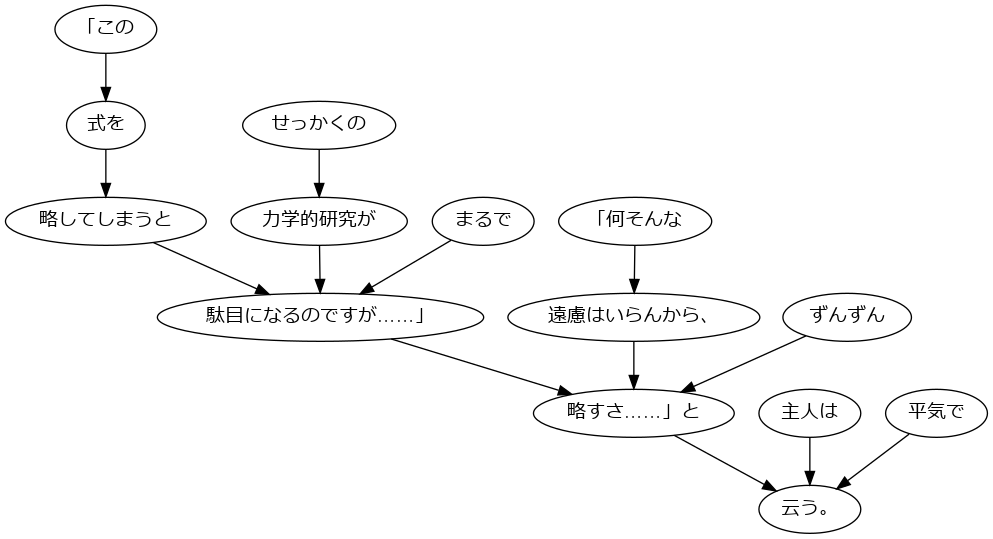 「この
式を
せっかくの
略してしまうと
力学的研究が
まるで
「何そんな
駄目になるのですが……」
遠慮はいらんから、
ずんずん
略すさ……」と
主人は
平気で
云う。